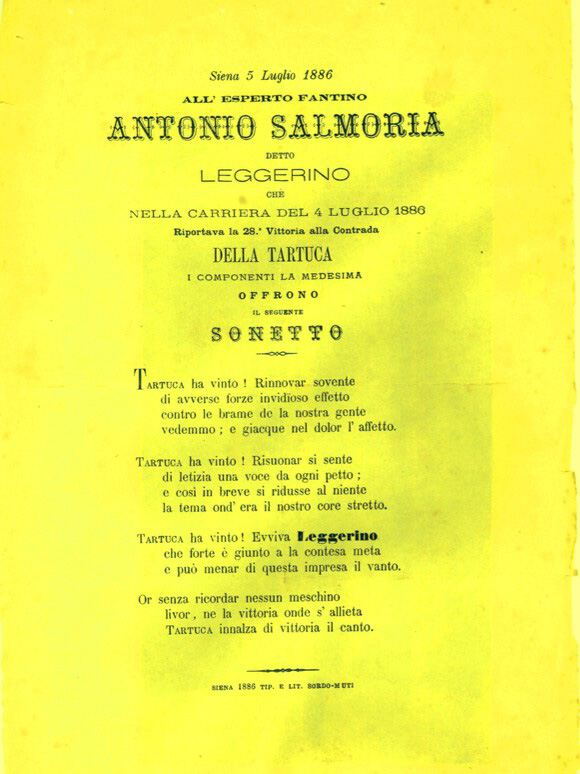 Siena 5 Luglio 1886
ALL' ESPERTO FANTINO
ANTONIO SALMORIA
DETTO
LEGGERINO
CHE
NELLA CARRIERA DEL 4 LUGLIO 1886
Riportava la 28.ª Vittoria alla Contrada
DELLA TARTUCA
I COMPONENTI LA MEDESIMA
OFFRONO
IL SEGUENTE
SONETTO
TARTUCA ha vinto ! Rinnovar sovente
di avverse forze invidioso effetto
contro le brame de la nostra gente
vedemmo ; e giacque nel dolor l' affetto.
TARTUCA ha vinto ! Risuonar si sente
di letizia una voce da ogni petto ;
e così in breve si ridusse al niente
la tema ond' era il nostro core stretto.
TARTUCA ha vinto ! Evviva Leggerino
che forte è giunto a la contesa meta
e può menar di questa impresa il vanto.
Or senza ricordar nessun meschino
livor, ne la vittoria onde s' allieta
TARTUCA innalza di vittoria il canto.
SIENA 1886 TIP. E LIT. SORDO-MUTI